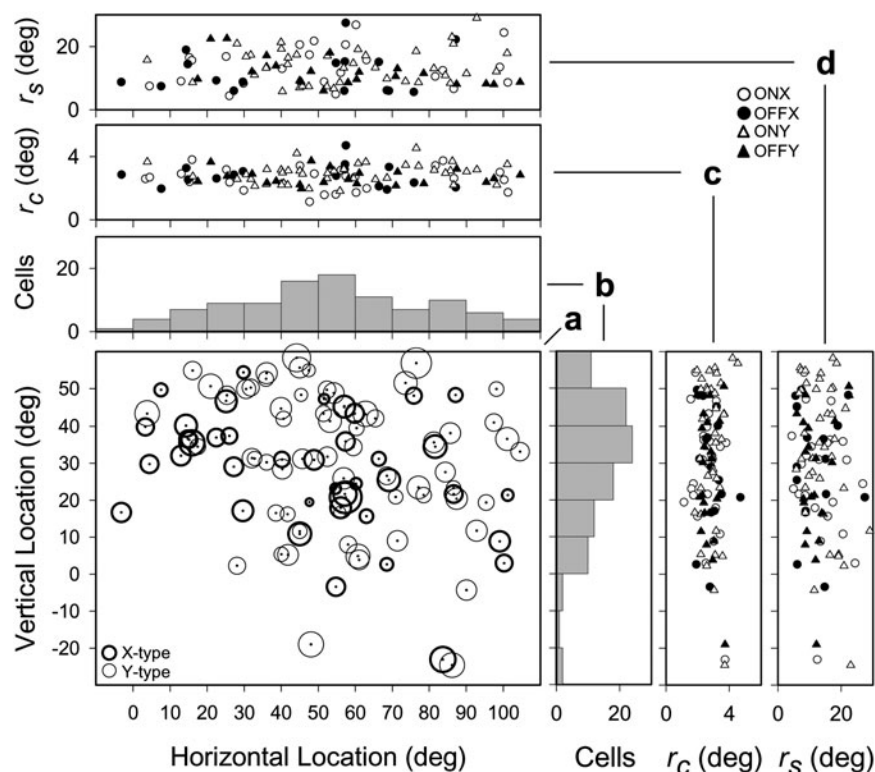 20
0
r_s (deg)
d
ONX
OFFX
ONY
OFFY
4
0
r_c (deg)
c
20
0
Cells
b
a
50
40
30
20
10
0
-10
-20
Vertical Location (deg)
X-type
Y-type
0 10 20 30 40 50 60 70 80 90 100
Horizontal Location (deg)
0 20
Cells
0 4
r_c (deg)
0 20
r_s (deg)